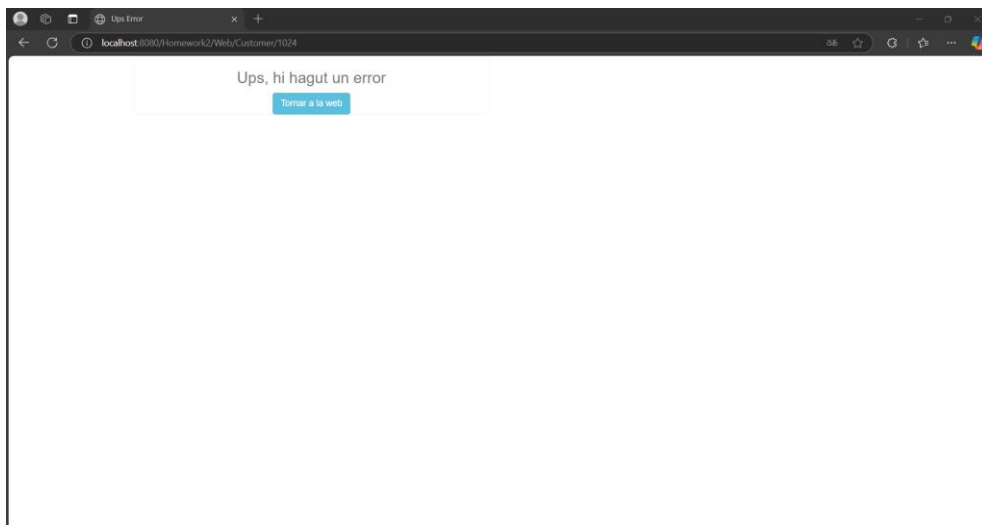 Ups Error
localhost:8080/Homework2/Web/Customer/1024
Ups, hi hagut un error
Tornar a la web